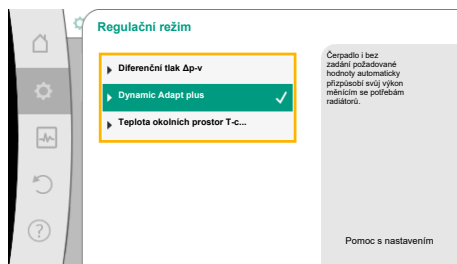 Regulační režim
Diferenční tlak Δp-v
Dynamic Adapt plus
Teplota okolních prostor T-c...
Čerpadlo i bez
zadání požadované
hodnoty automaticky
přizpůsobí svůj výkon
měnícím se potřebám
radiátorů.
Pomoc s nastavením